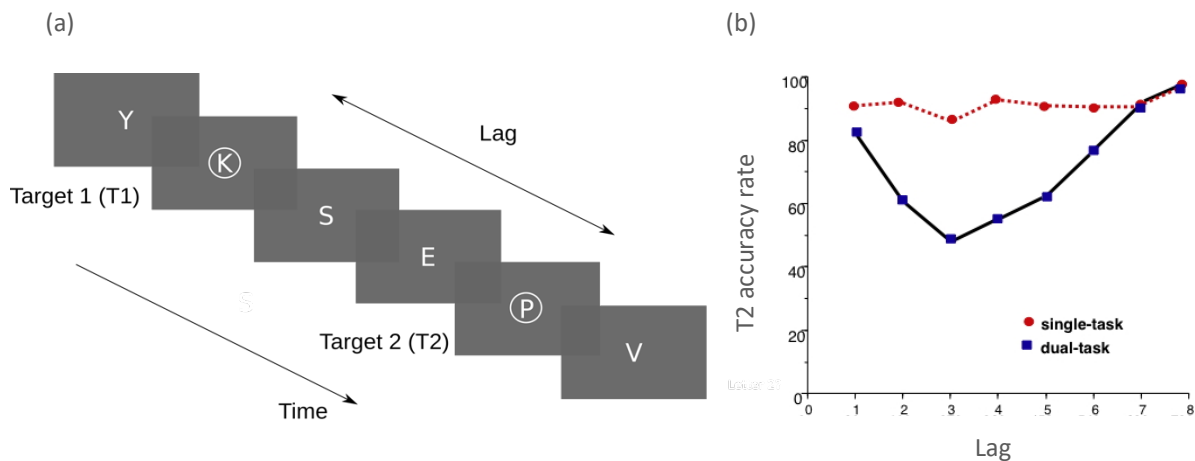 (a)
Y
K
S
E
P
V
Lag
Target 1 (T1)
Target 2 (T2)
Time
S
(b)
T2 accuracy rate
100
80
60
40
20
0
0 1 2 3 4 5 6 7 8
Lag
single-task
dual-task